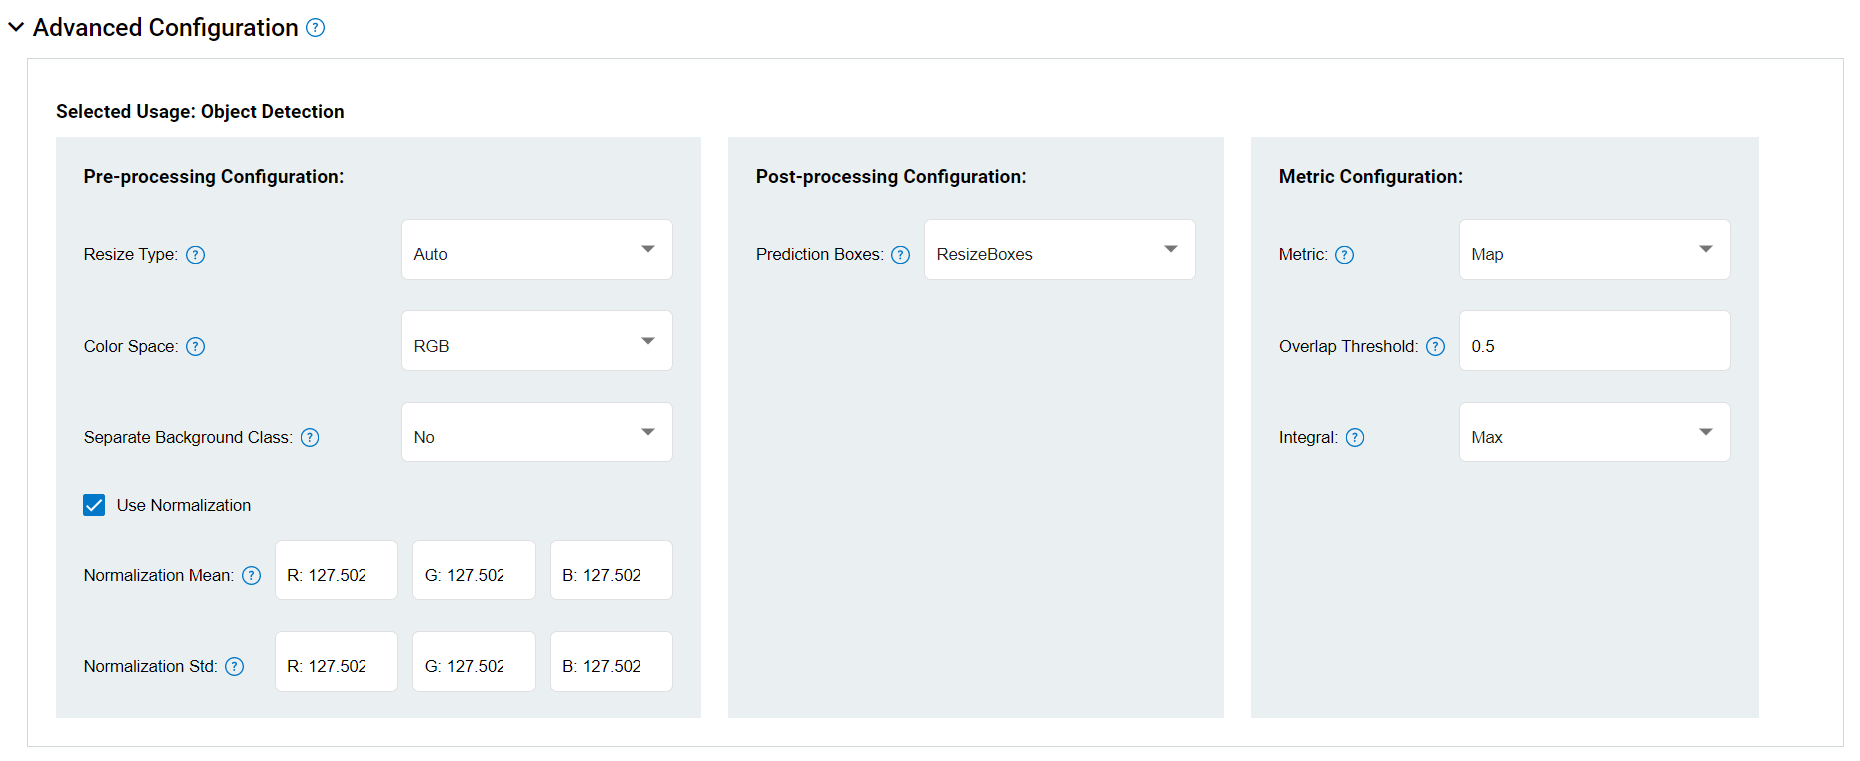 Advanced Configuration ?
Selected Usage: Object Detection
Pre-processing Configuration:
Resize Type: ? Auto
Color Space: ? RGB
Separate Background Class: ? No
Use Normalization
Normalization Mean: ? R: 127.502 G: 127.502 B: 127.502
Normalization Std: ? R: 127.502 G: 127.502 B: 127.502
Post-processing Configuration:
Prediction Boxes: ? ResizeBoxes
Metric Configuration:
Metric: ? Map
Overlap Threshold: ? 0.5
Integral: ? Max